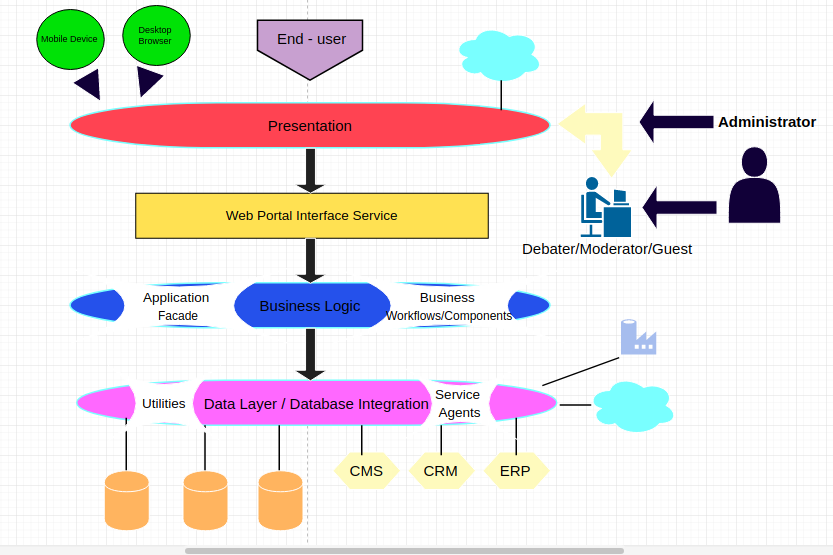 Mobile Device
Desktop
Browser
End - user
Presentation
Administrator
Web Portal Interface Service
Debater/Moderator/Guest
Application
Facade
Business Logic
Business
Workflows/Components
Utilities
Data Layer / Database Integration
Service
Agents
CMS
CRM
ERP